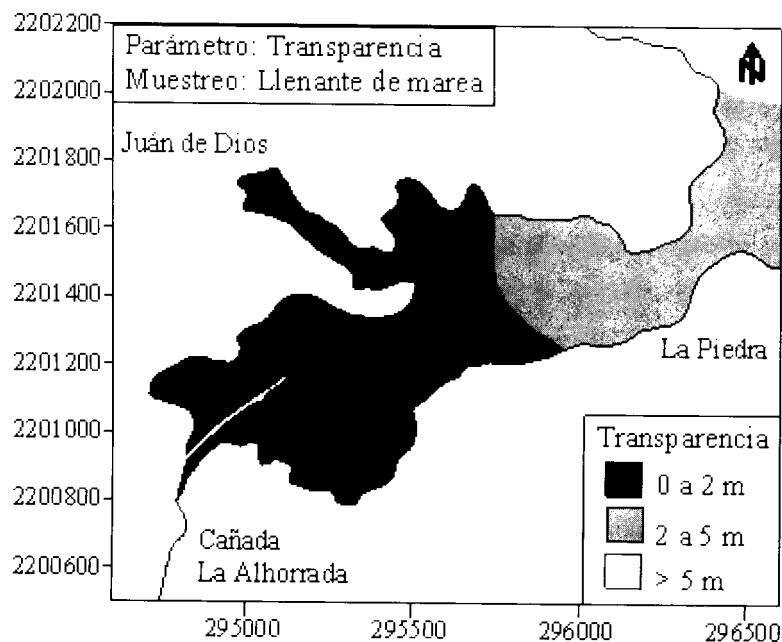 Parámetro: Transparencia
Muestreo: Llenante de marea
N
Juán de Dios
La Piedra
Cañada
La Alhorrada
Transparencia
0 a 2 m
2 a 5 m
> 5 m
2202200
2202000
2201800
2201600
2201400
2201200
2201000
2200800
2200600
295000
295500
296000
296500